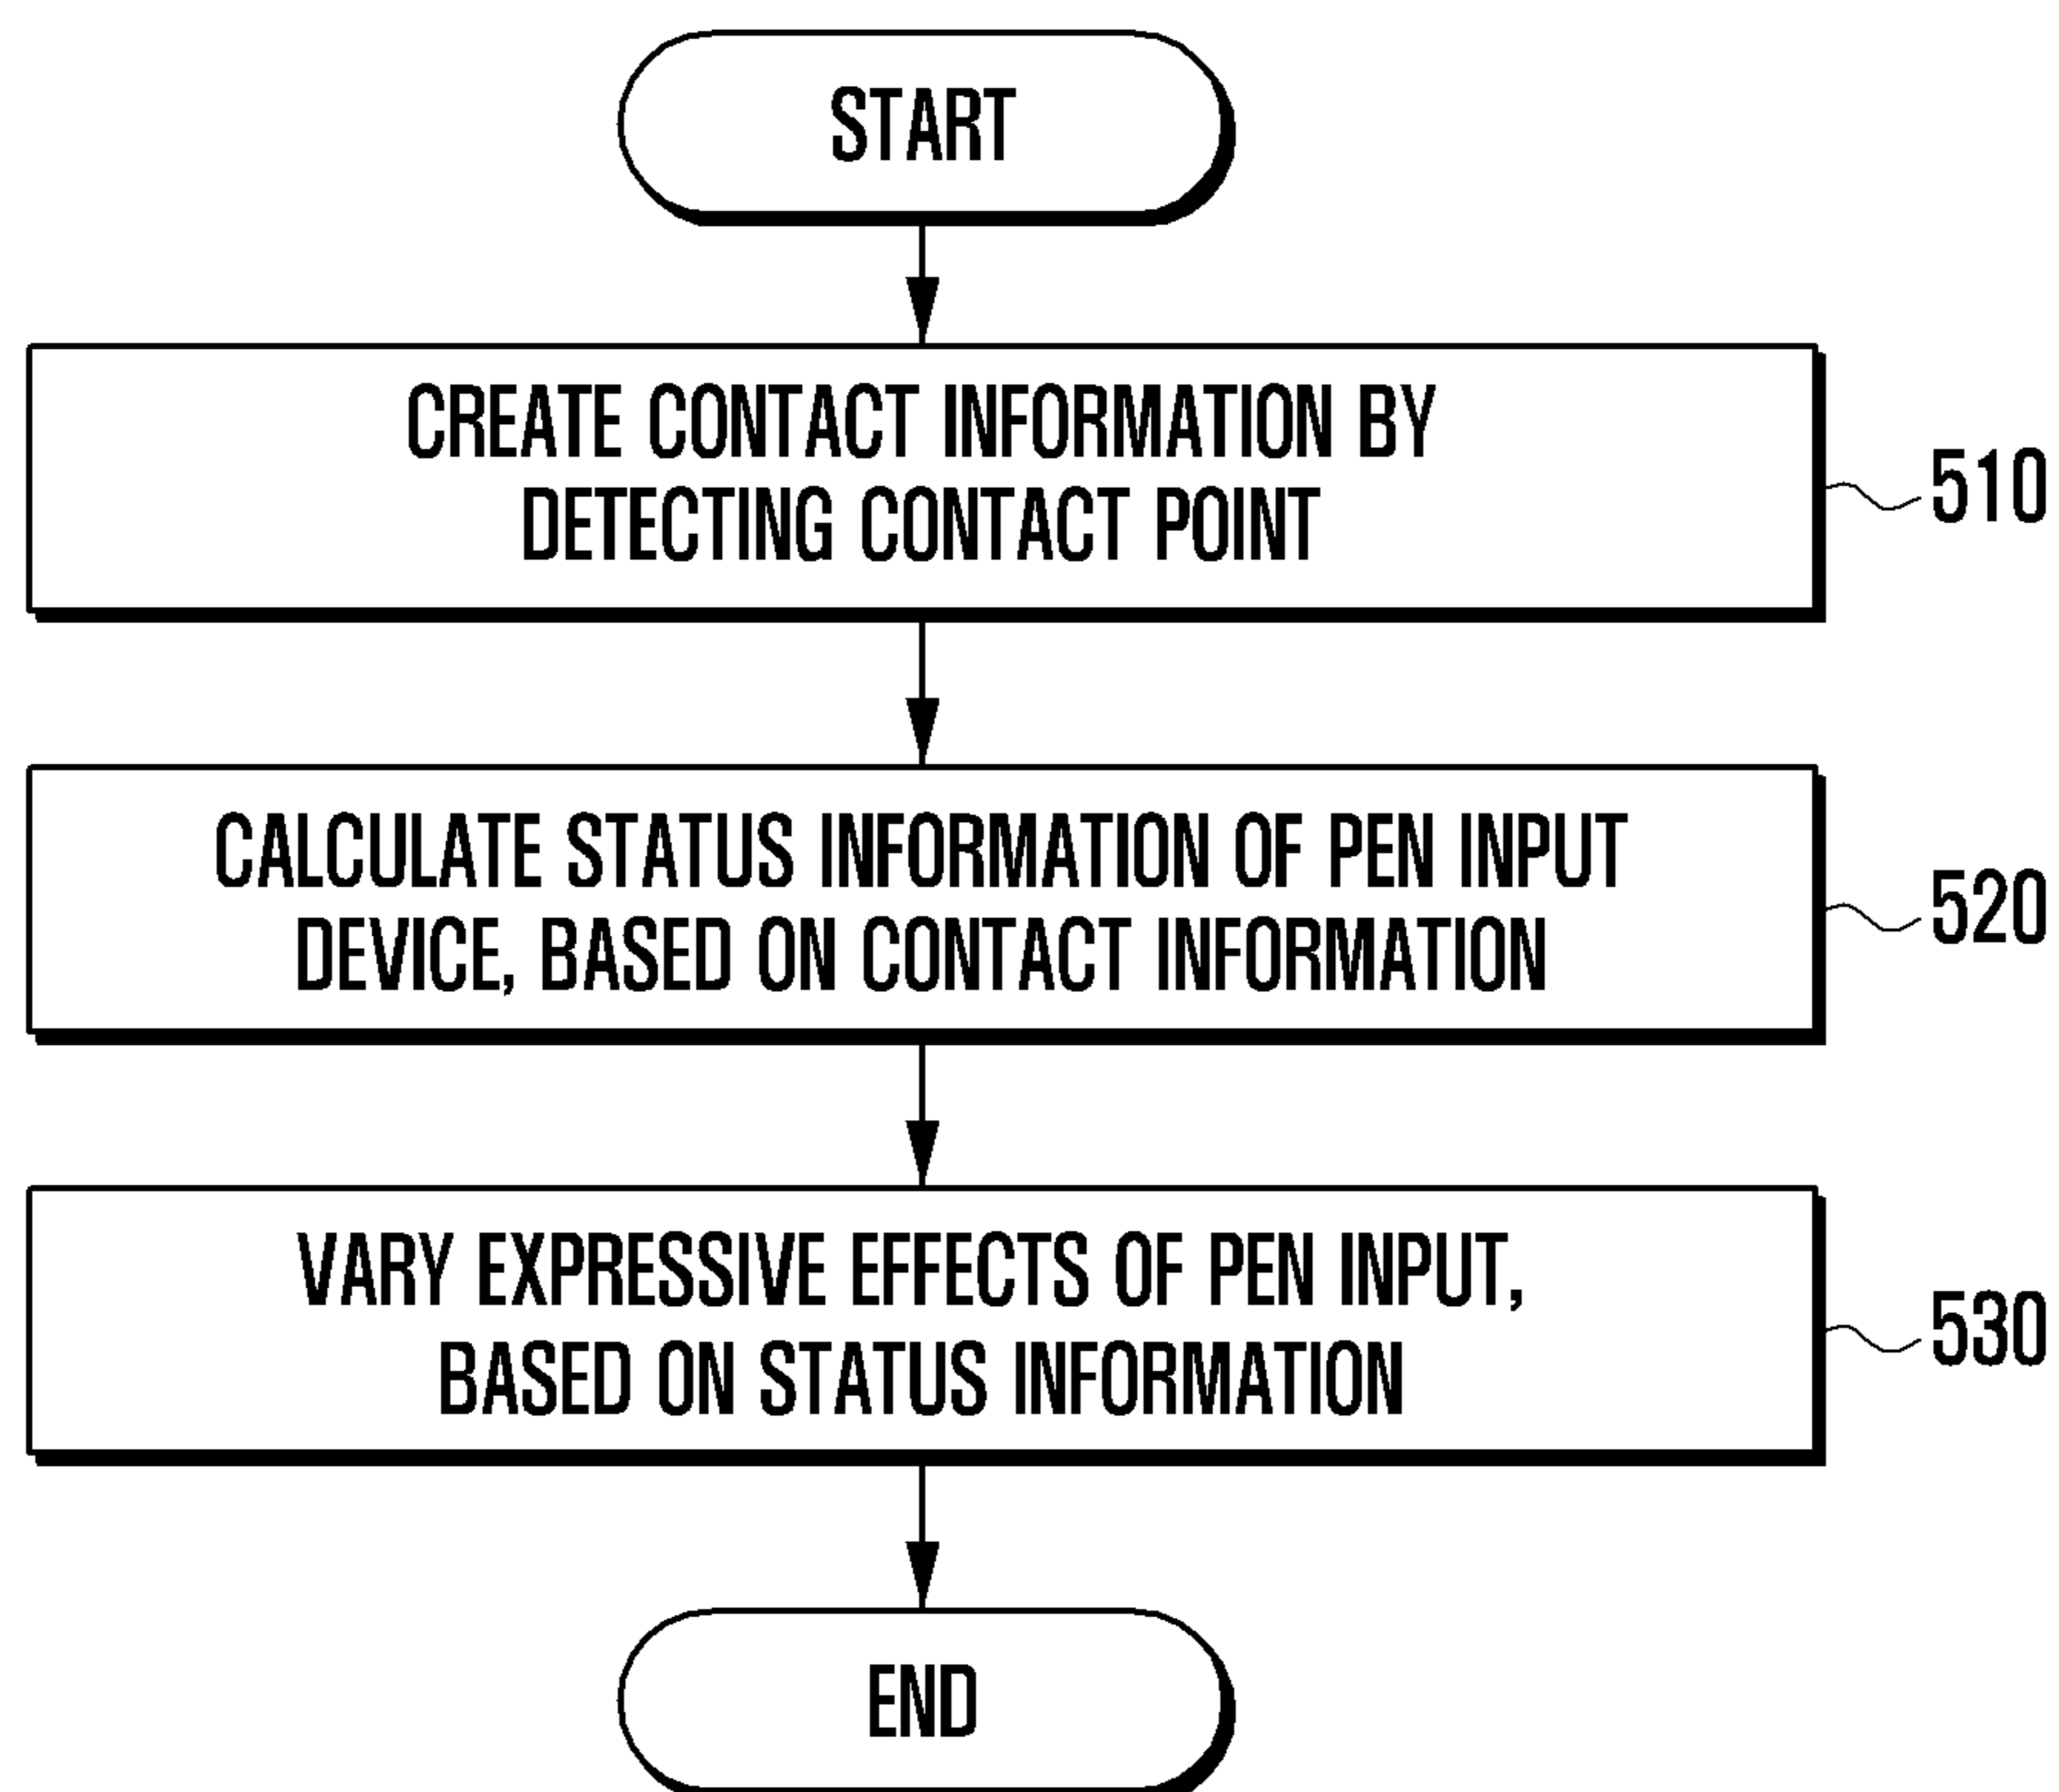 START
CREATE CONTACT INFORMATION BY
DETECTING CONTACT POINT
510
CALCULATE STATUS INFORMATION OF PEN INPUT
DEVICE, BASED ON CONTACT INFORMATION
520
VARY EXPRESSIVE EFFECTS OF PEN INPUT,
BASED ON STATUS INFORMATION
530
END